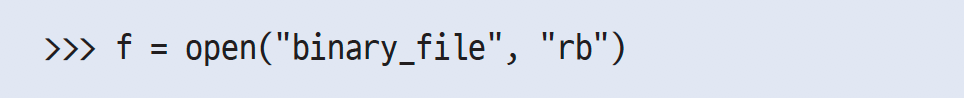 >>> f = open("binary_file", "rb")